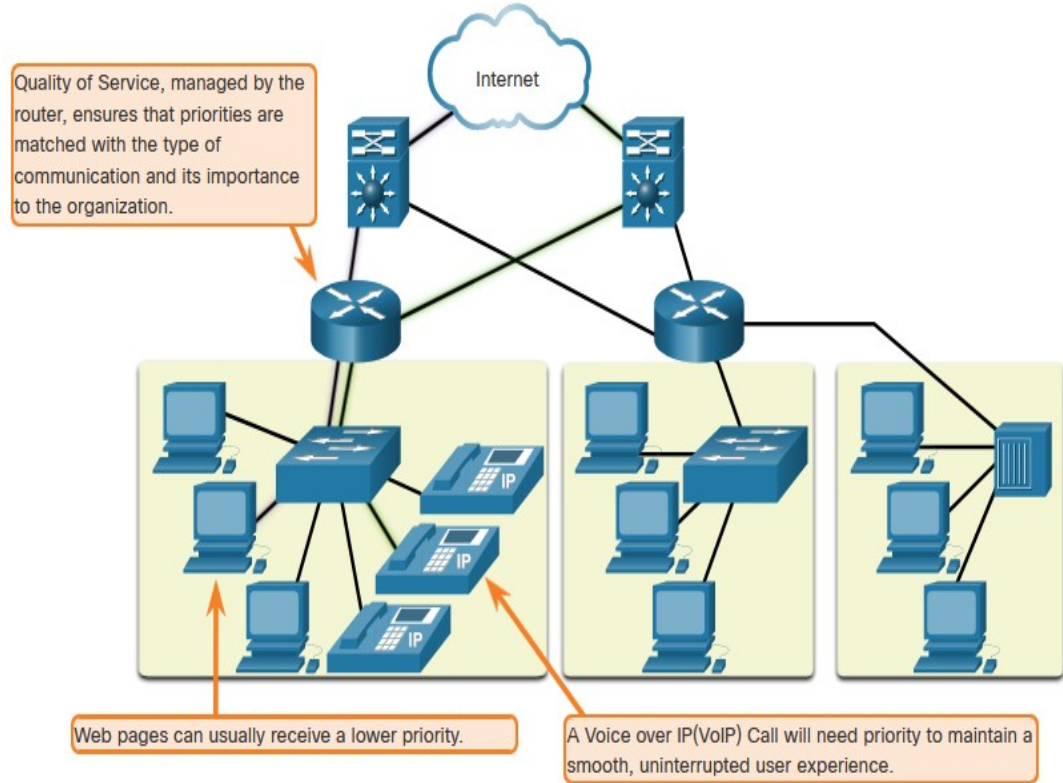 Internet
Quality of Service, managed by the
router, ensures that priorities are
matched with the type of
communication and its importance
to the organization.
IP
IP
IP
Web pages can usually receive a lower priority.
A Voice over IP(VoIP) Call will need priority to maintain a
smooth, uninterrupted user experience.